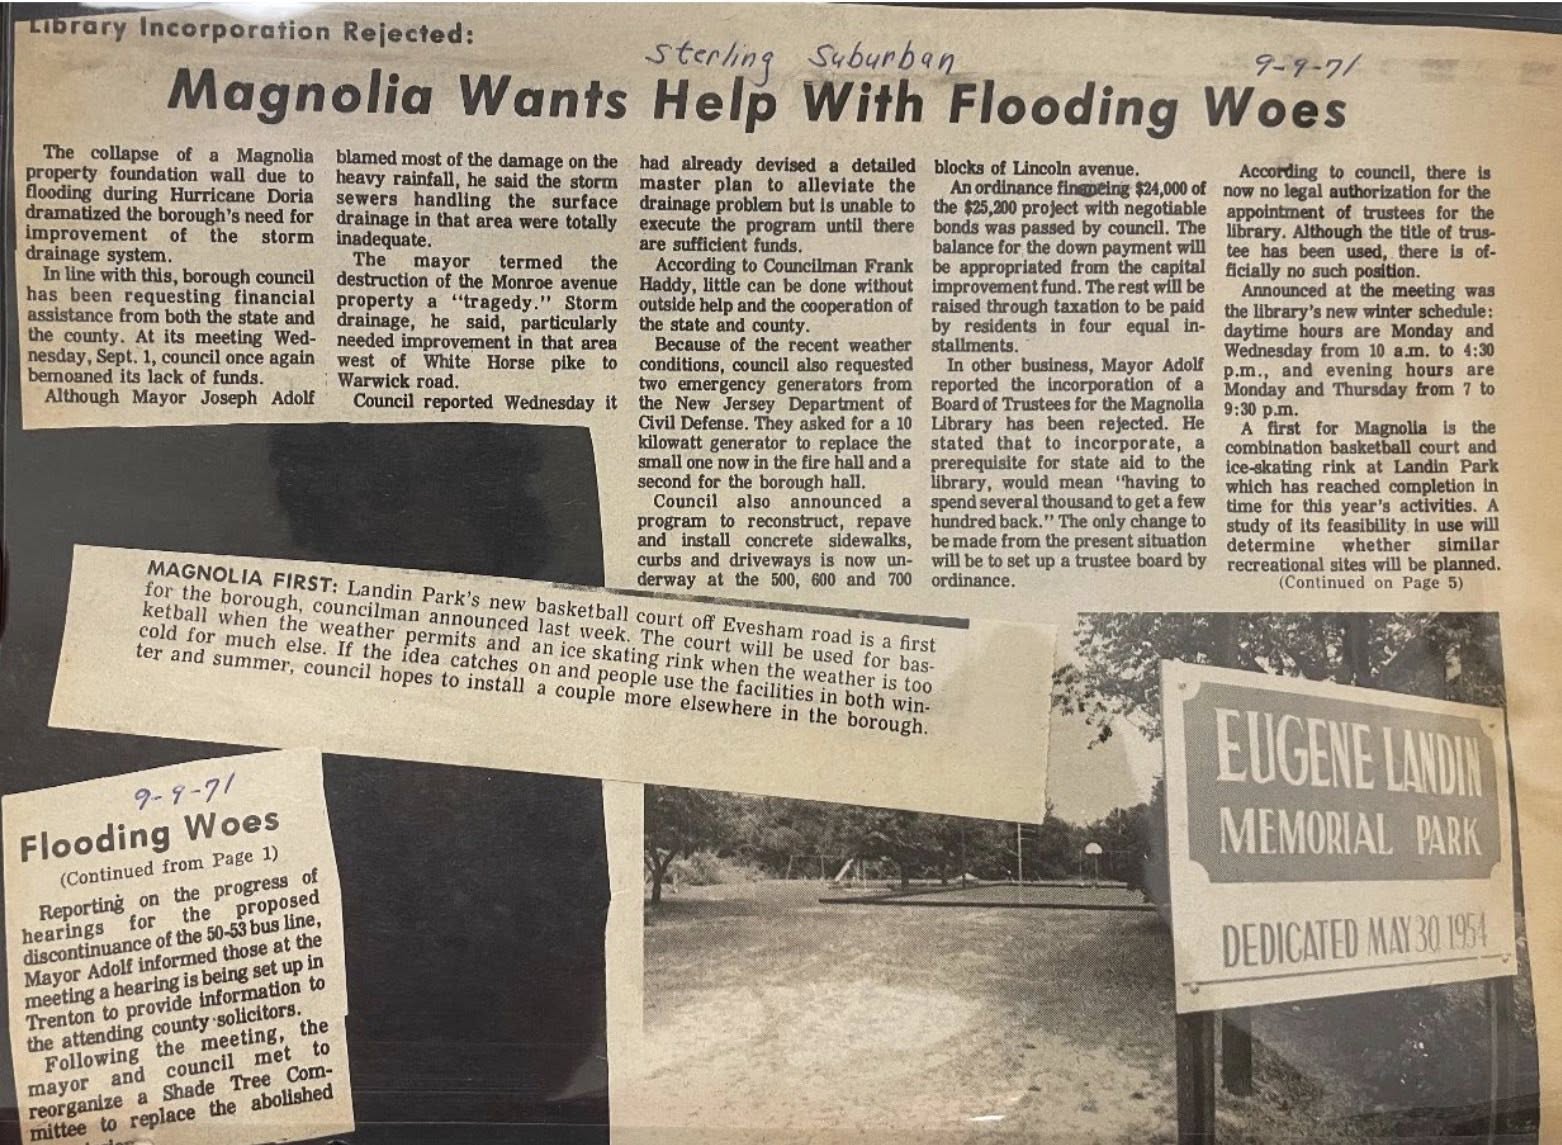 Library Incorporation Rejected:
Sterling Suburban
9-9-71
Magnolia Wants Help With Flooding Woes
The collapse of a Magnolia
property foundation wall due to
flooding during Hurricane Doria
dramatized the borough's need for
improvement of the storm
drainage system.
In line with this, borough council
has been requesting financial
assistance from both the state and
the county. At its meeting Wed-
nesday, Sept. 1, council once again
bemoaned its lack of funds.
Although Mayor Joseph Adolf
blamed most of the damage on the
heavy rainfall, he said the storm
sewers handling the surface
drainage in that area were totally
inadequate.
The mayor termed the
destruction of the Monroe avenue
property a "tragedy." Storm
drainage, he said, particularly
needed improvement in that area
west of White Horse pike to
Warwick road.
Council reported Wednesday it
had already devised a detailed
master plan to alleviate the
drainage problem but is unable to
execute the program until there
are sufficient funds.
According to Councilman Frank
Haddy, little can be done without
outside help and the cooperation of
the state and county.
Because of the recent weather
conditions, council also requested
two emergency generators from
the New Jersey Department of
Civil Defense. They asked for a 10
kilowatt generator to replace the
small one now in the fire hall and a
second for the borough hall.
Council also announced a
program to reconstruct, repave
and install concrete sidewalks,
curbs and driveways is now un-
derway at the 500, 600 and 700
blocks of Lincoln avenue.
An ordinance $24,000 of
the $25,200 project with negotiable
bonds was passed by council. The
balance for the down payment will
be appropriated from the capital
improvement fund. The rest will be
raised through taxation to be paid
by residents in four equal in-
stallments.
In other business, Mayor Adolf
reported the incorporation of a
Board of Trustees for the Magnolia
Library has been rejected. He
stated that to incorporate, a
prerequisite for state aid to the
library, would mean "having to
spend several thousand to get a few
hundred back." The only change to
be made from the present situation
will be to set up a trustee board by
ordinance.
According to council, there is
now no legal authorization for the
appointment of trustees for the
library. Although the title of trus-
tee has been used, there is of-
ficially no such position.
Announced at the meeting was
the library's new winter schedule:
daytime hours are Monday and
Wednesday from 10 a.m. to 4:30
p.m., and evening hours are
Monday and Thursday from 7 to
9:30 p.m.
A first for Magnolia is the
combination basketball court and
ice-skating rink at Landin Park
which has reached completion in
time for this year's activities. A
study of its feasibility in use will
determine whether similar
recreational sites will be planned.
(Continued on Page 5)
MAGNOLIA FIRST: Landin Park's new basketball court off Evesham road is a first
for the borough, councilman announced last week. The court will be used for bas-
ketball when the weather permits and an ice skating rink when the weather is too
cold for much else. If the idea catches on and people use the facilities in both win-
ter and summer, council hopes to install a couple more elsewhere in the borough.
EUGENE LANDIN
MEMORIAL PARK
DEDICATED MAY 30 1954
9-9-71
Flooding Woes
(Continued from Page 1)
Reporting on the progress of
hearings for the proposed
discontinuance of the 50-53 bus line,
Mayor Adolf informed those at the
meeting a hearing is being set up in
Trenton to provide information to
the attending county solicitors.
Following the meeting, the
mayor and council met to
reorganize a Shade Tree Com-
mittee to replace the abolished